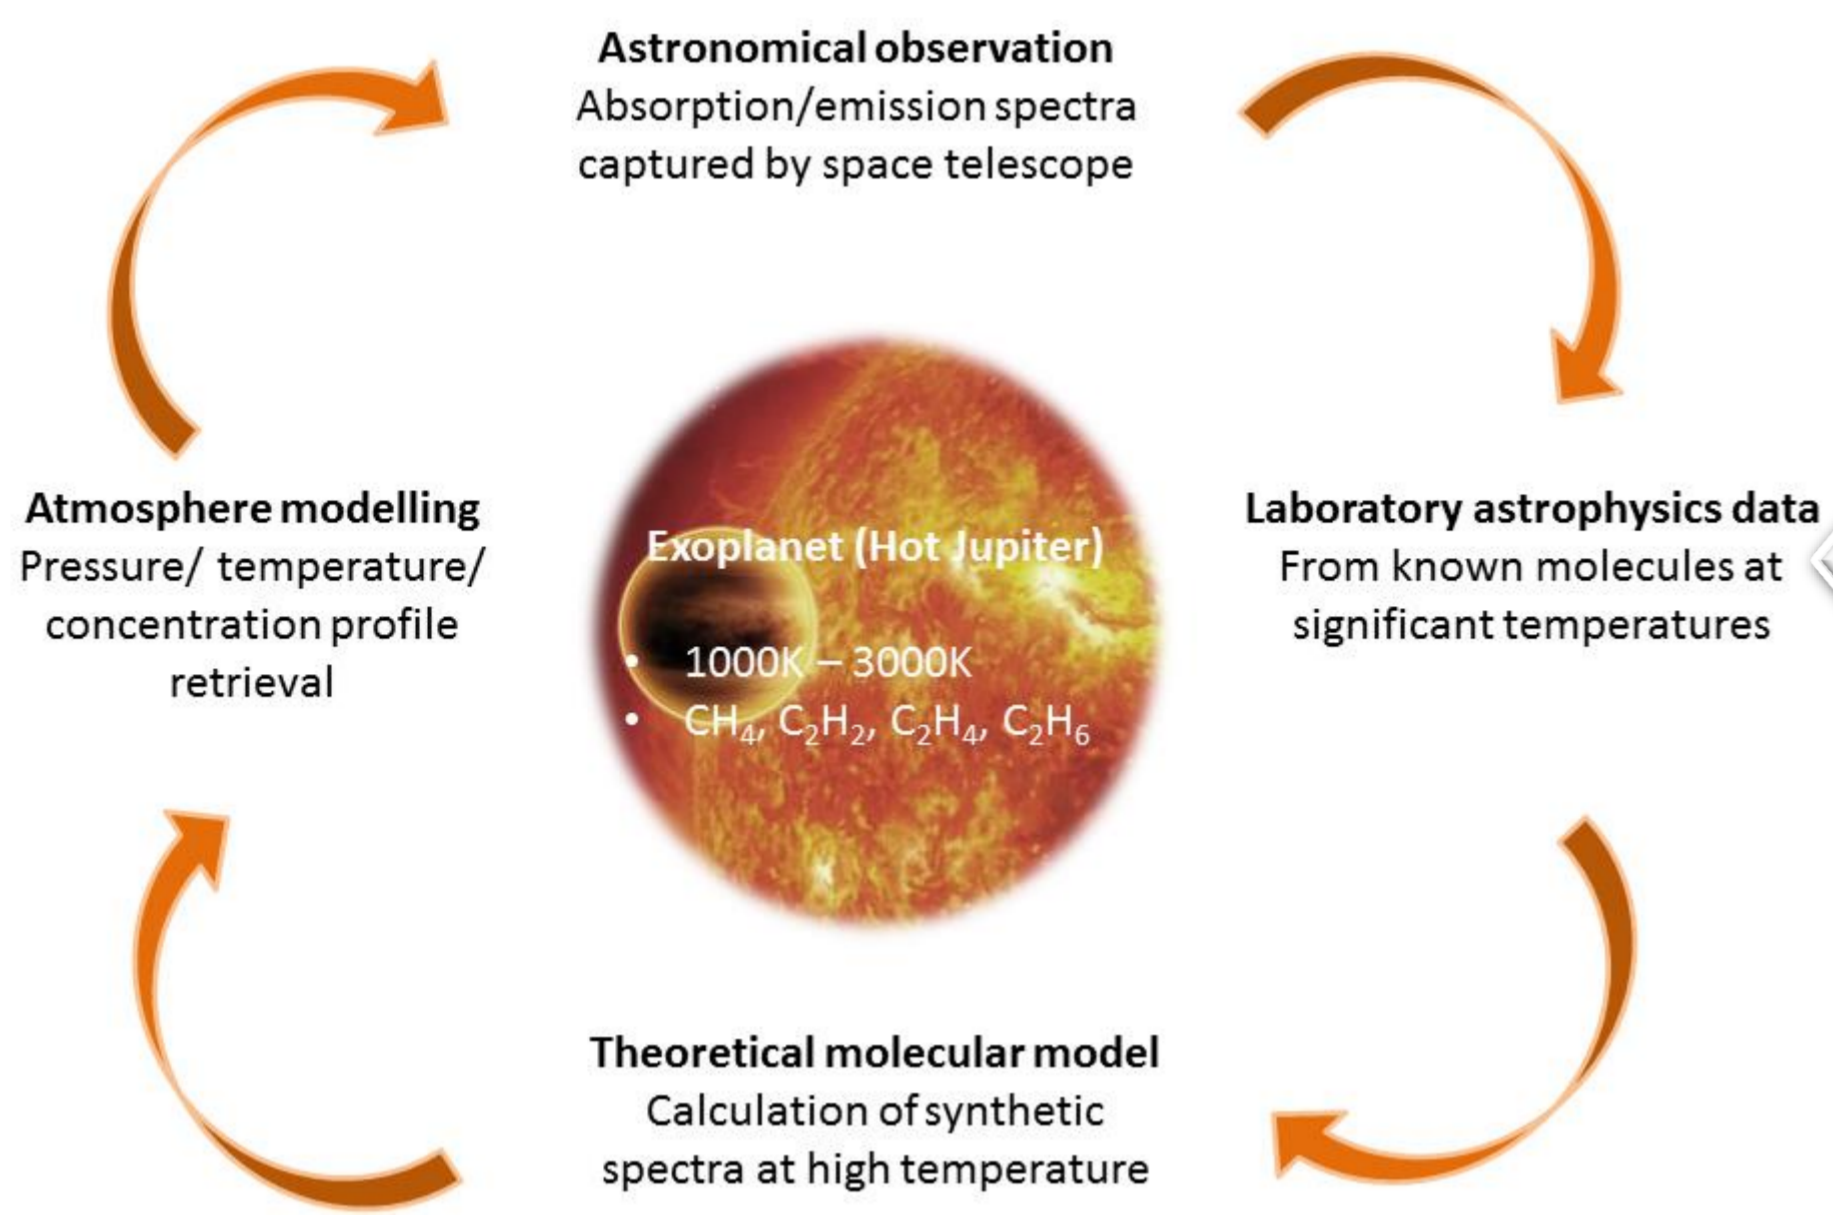 Astronomical observation
Absorption/emission spectra
captured by space telescope
Atmosphere modelling
Pressure/ temperature/
concentration profile
retrieval
Exoplanet (Hot Jupiter)
• 1000K – 3000K
• CH₄, C₂H₂, C₂H₄, C₂H₆
Laboratory astrophysics data
From known molecules at
significant temperatures
Theoretical molecular model
Calculation of synthetic
spectra at high temperature